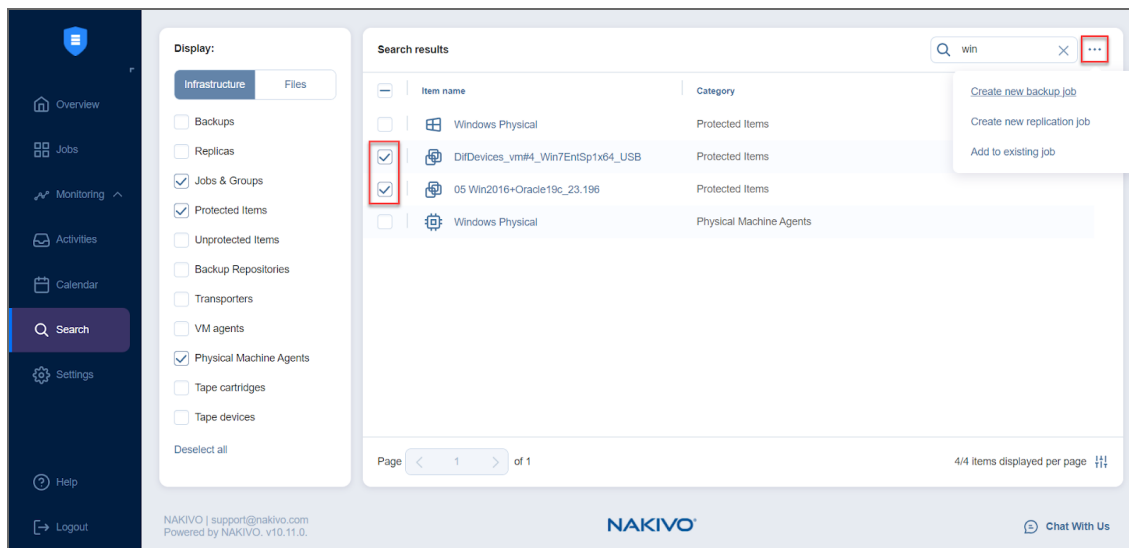 Overview
Jobs
Monitoring
Activities
Calendar
Search
Settings
Help
Logout
Display:
Infrastructure
Files
Backups
Replicas
Jobs & Groups
Protected Items
Unprotected Items
Backup Repositories
Transporters
VM agents
Physical Machine Agents
Tape cartridges
Tape devices
Deselect all
Search results
win
Item name
Category
Windows Physical
Protected Items
DifDevices_vm#4_Win7EntSp1x64_USB
Protected Items
05 Win2016+Oracle19c_23.196
Protected Items
Windows Physical
Physical Machine Agents
Create new backup job
Create new replication job
Add to existing job
Page
1
of 1
4/4 items displayed per page
NAKIVO | support@nakivo.com
Powered by NAKIVO. v10.11.0.
NAKIVO®
Chat With Us